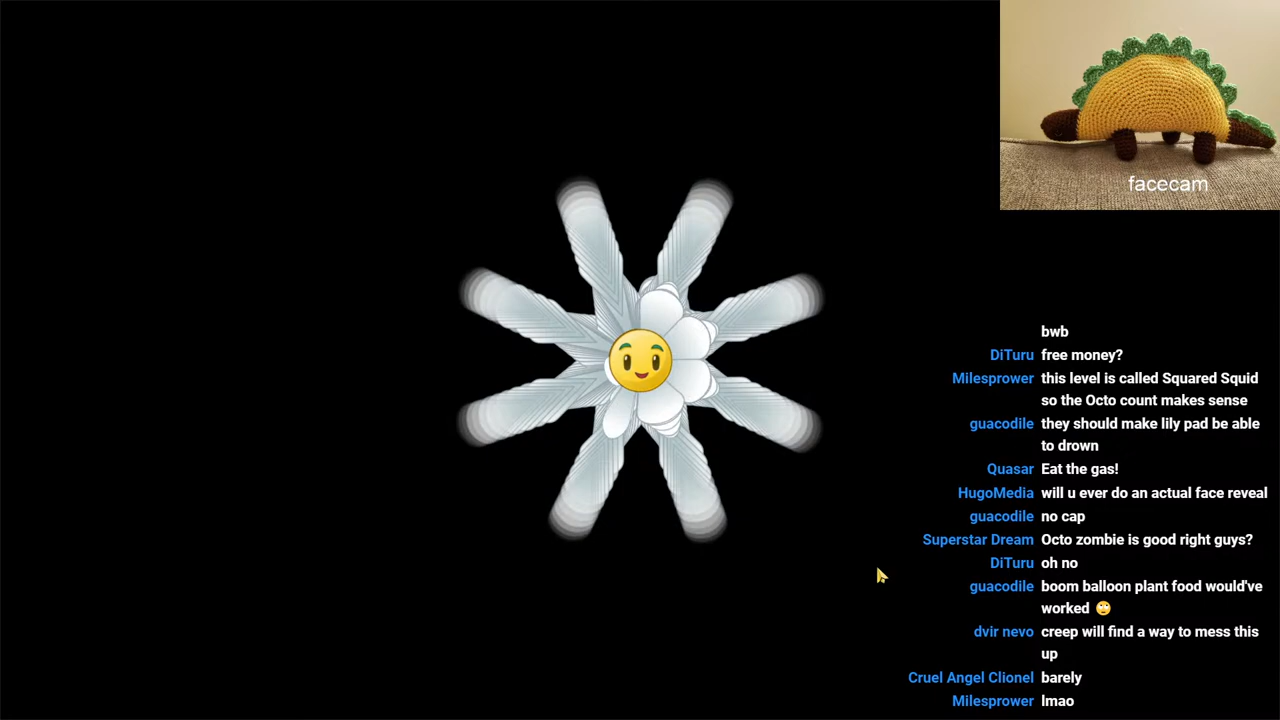 facecam
bwb
DiTuru free money?
Milesprower this level is called Squared Squid
so the Octo count makes sense
guacodile they should make lily pad be able
to drown
Quasar Eat the gas!
HugoMedia will u ever do an actual face reveal
guacodile no cap
Superstar Dream Octo zombie is good right guys?
DiTuru oh no
guacodile boom balloon plant food would've
worked 🙄
dvir nevo creep will find a way to mess this
up
Cruel Angel Clionel barely
Milesprower lmao